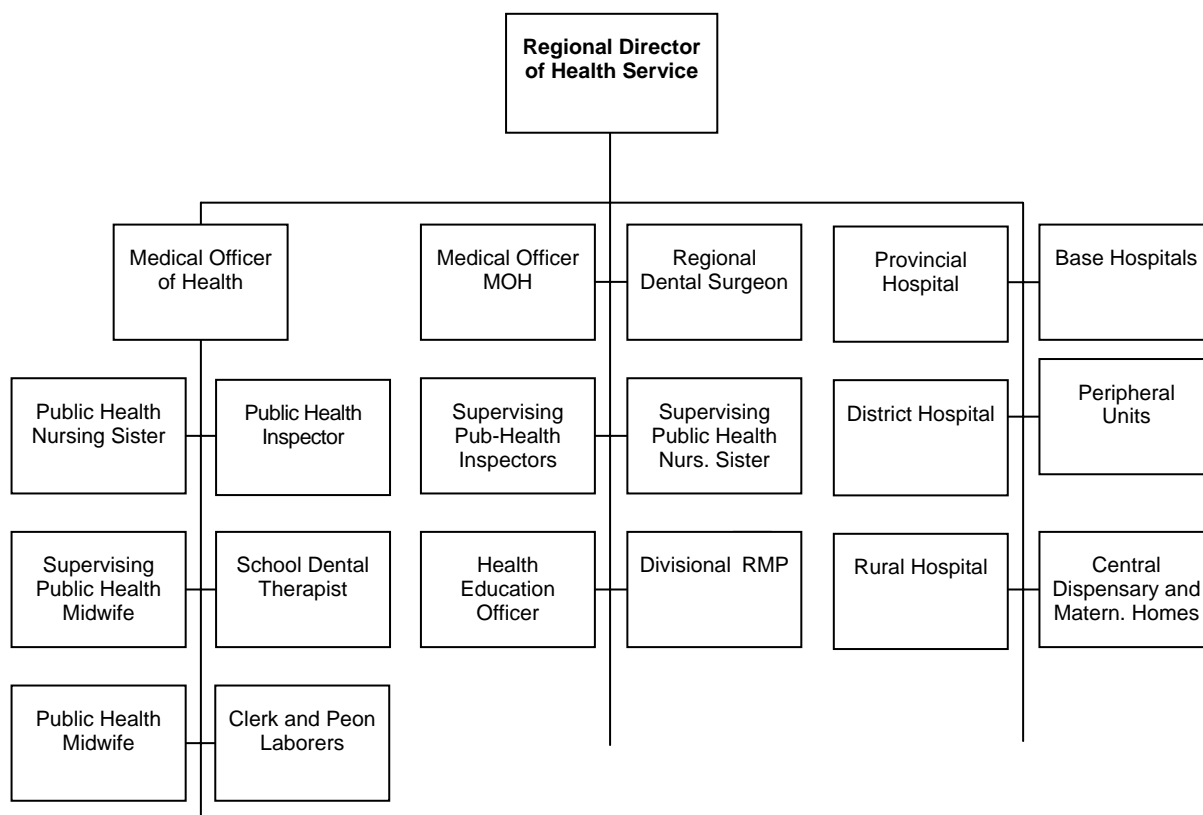 Regional Director
of Health Service
Medical Officer
of Health
Medical Officer
MOH
Regional
Dental Surgeon
Provincial
Hospital
Base Hospitals
Public Health
Nursing Sister
Public Health
Inspector
Supervising
Pub-Health
Inspectors
Supervising
Public Health
Nurs. Sister
District Hospital
Peripheral
Units
Supervising
Public Health
Midwife
School Dental
Therapist
Health
Education
Officer
Divisional RMP
Rural Hospital
Central
Dispensary and
Matern. Homes
Public Health
Midwife
Clerk and Peon
Laborers